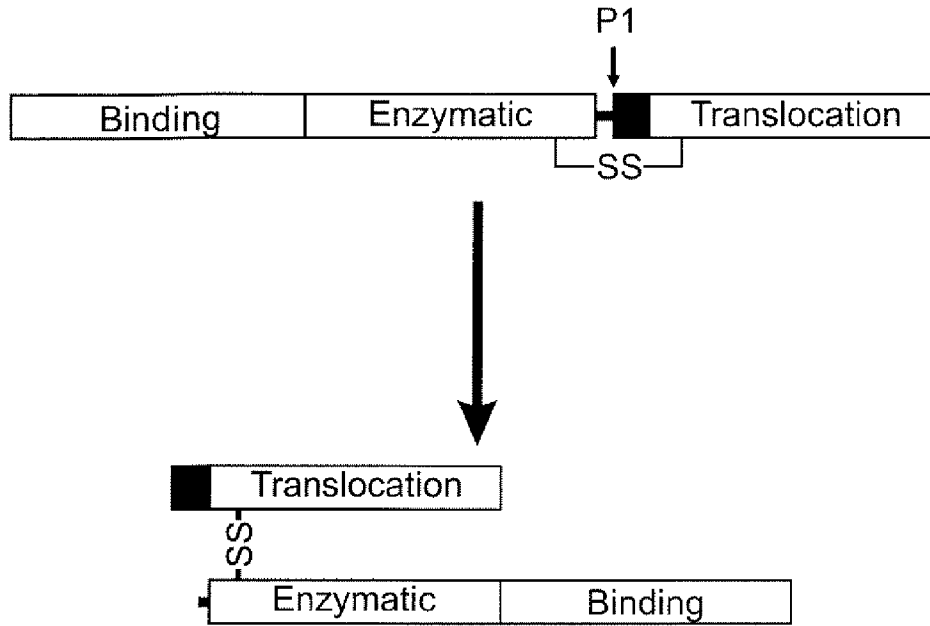 P1
Binding Enzymatic Translocation
SS
Translocation
SS
Enzymatic Binding